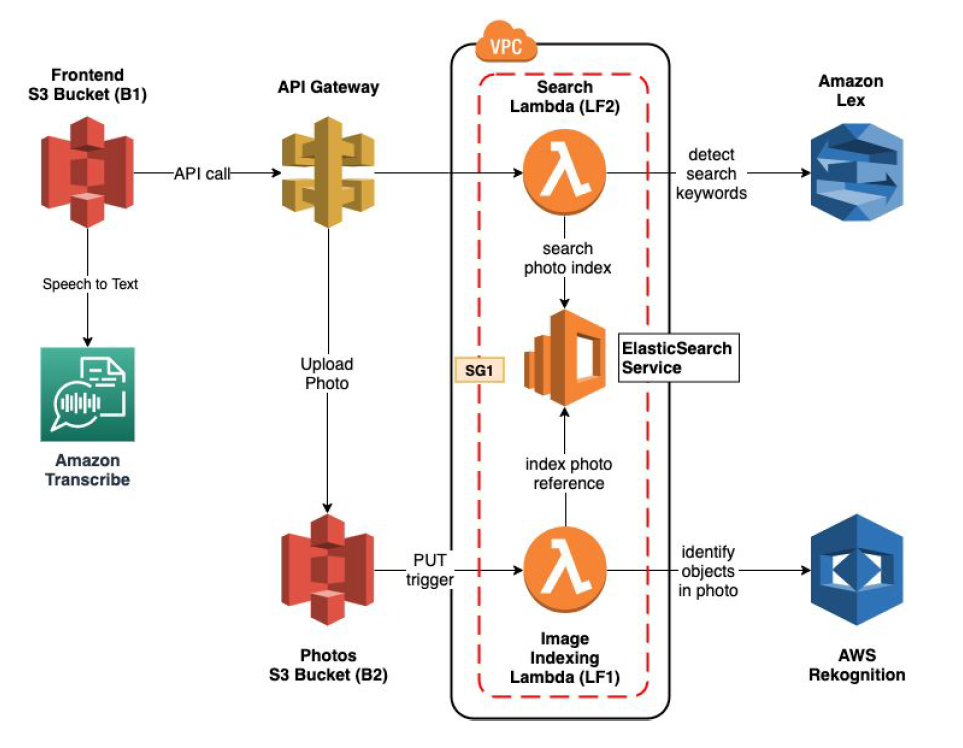 VPC
Frontend
S3 Bucket (B1)
API Gateway
Search
Lambda (LF2)
Amazon
Lex
API call
detect
search
keywords
search
photo index
Speech to Text
Upload
Photo
SG1
ElasticSearch
Service
Amazon
Transcribe
index photo
reference
PUT
trigger
identify
objects
in photo
Photos
S3 Bucket (B2)
Image
Indexing
Lambda (LF1)
AWS
Rekognition